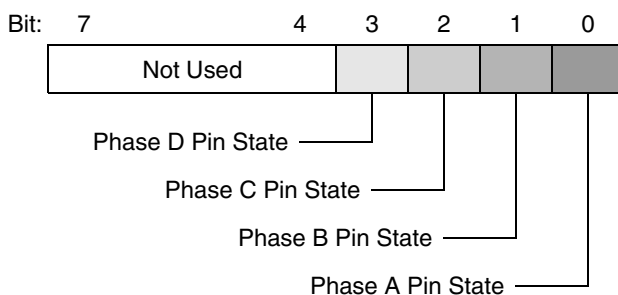 Bit: 7 4 3 2 1 0
Not Used
Phase D Pin State
Phase C Pin State
Phase B Pin State
Phase A Pin State